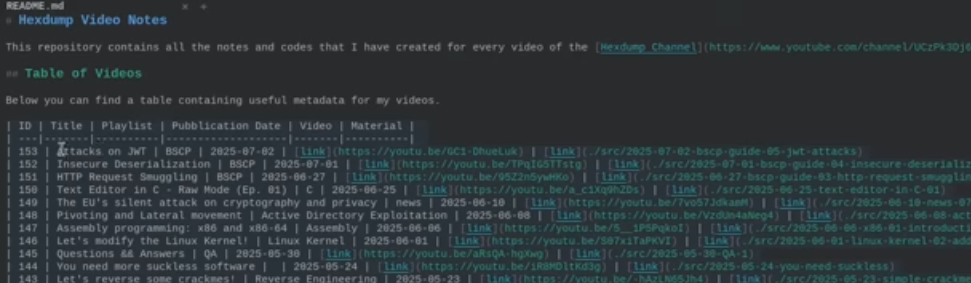 README.md × +
# Hexdump Video Notes
This repository contains all the notes and codes that I have created for every video of the [Hexdump Channel](https://www.youtube.com/channel/
## Table of Videos
Below you can find a table containing useful metadata for my videos.
| ID | Title | Playlist | Pubblication Date | Video | Material |
| ---|-------|----------|-------------------|-------|----------|
| 153 | Attacks on JWT | BSCP | 2025-07-02 | [link](https://youtu.be/GC1-DhueLuk) | [link](./src/2025-07-02-bscp-guide-05-jwt-attacks)
| 152 | Insecure Deserialization | BSCP | 2025-07-01 | [link](https://youtu.be/TPqIG5TTstg) | [link](./src/2025-07-01-bscp-guide-04-insecure-deserializ
| 151 | HTTP Request Smuggling | BSCP | 2025-06-27 | [link](https://youtu.be/95Z2n5ywHKo) | [link](./src/2025-06-27-bscp-guide-03-http-request-smugglin
| 150 | Text Editor in C - Raw Mode (Ep. 01) | C | 2025-06-25 | [link](https://youtu.be/a_c1Xq9hZDs) | [link](./src/2025-06-25-text-editor-in-C-01)
| 149 | The EU's silent attack on cryptography and privacy | news | 2025-06-10 | [link](https://youtu.be/7vo57JdkamM) | [link](./src/2025-06-10-news-07
| 148 | Pivoting and Lateral movement | Active Directory Exploitation | 2025-06-08 | [link](https://youtu.be/VzdUm4aNeg4) | [link](./src/2025-06-08-act
| 147 | Assembly programming: x86 and x86-64 | Assembly | 2025-06-06 | [link](https://youtu.be/5__1P5PqkoI) | [link](./src/2025-06-06-x86-01-introducti
| 146 | Let's modify the Linux Kernel! | Linux Kernel | 2025-06-01 | [link](https://youtu.be/S07xiTaPKVI) | [link](./src/2025-06-01-linux-kernel-02-add
| 145 | Questions && Answers | QA | 2025-05-30 | [link](https://youtu.be/aRsQA-hgXwg) | [link](./src/2025-05-30-QA-1)
| 144 | You need more suckless software | | 2025-05-24 | [link](https://youtu.be/iR8MDltKd3g) | [link](./src/2025-05-24-you-need-suckless)
| 143 | Let's reverse some crackmes! | Reverse Engineering | 2025-05-23 | [link](https://youtu.be/-hAzLN65Jh4) | [link](./src/2025-05-23-simple-crackme